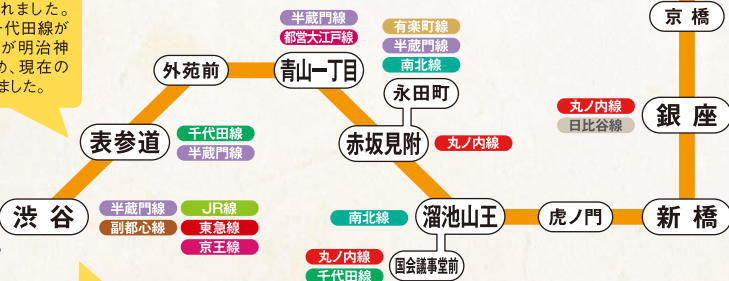 れました。
千代田線が
が明治神
め、現在の
ました。
半蔵門線
都営大江戸線
有楽町線
半蔵門線
南北線
京橋
外苑前
青山一丁目
永田町
丸ノ内線
日比谷線
銀座
表参道
千代田線
半蔵門線
赤坂見附
丸ノ内線
渋谷
半蔵門線
JR線
副都心線
東急線
京王線
南北線
溜池山王
虎ノ門
新橋
丸ノ内線
千代田線
国会議事堂前